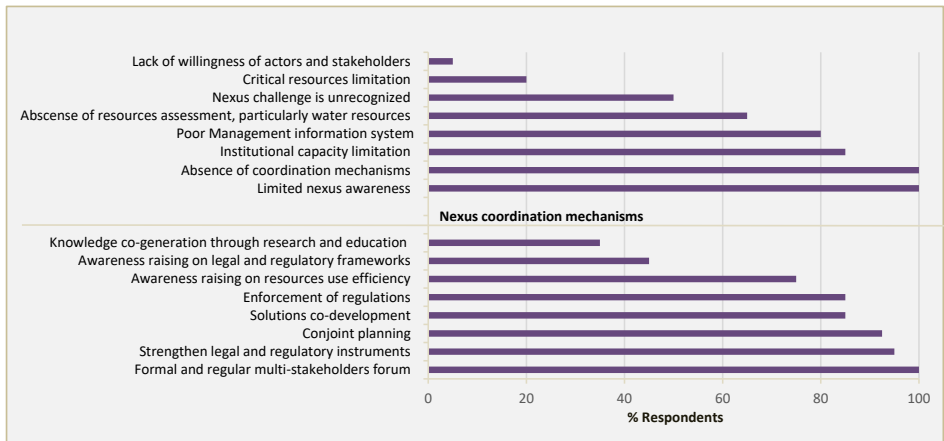 Lack of willingness of actors and stakeholders
Critical resources limitation
Nexus challenge is unrecognized
Abscense of resources assessment, particularly water resources
Poor Management information system
Institutional capacity limitation
Absence of coordination mechanisms
Limited nexus awareness
Nexus coordination mechanisms
Knowledge co-generation through research and education
Awareness raising on legal and regulatory frameworks
Awareness raising on resources use efficiency
Enforcement of regulations
Solutions co-development
Conjoint planning
Strengthen legal and regulatory instruments
Formal and regular multi-stakeholders forum
0 20 40 60 80 100
% Respondents